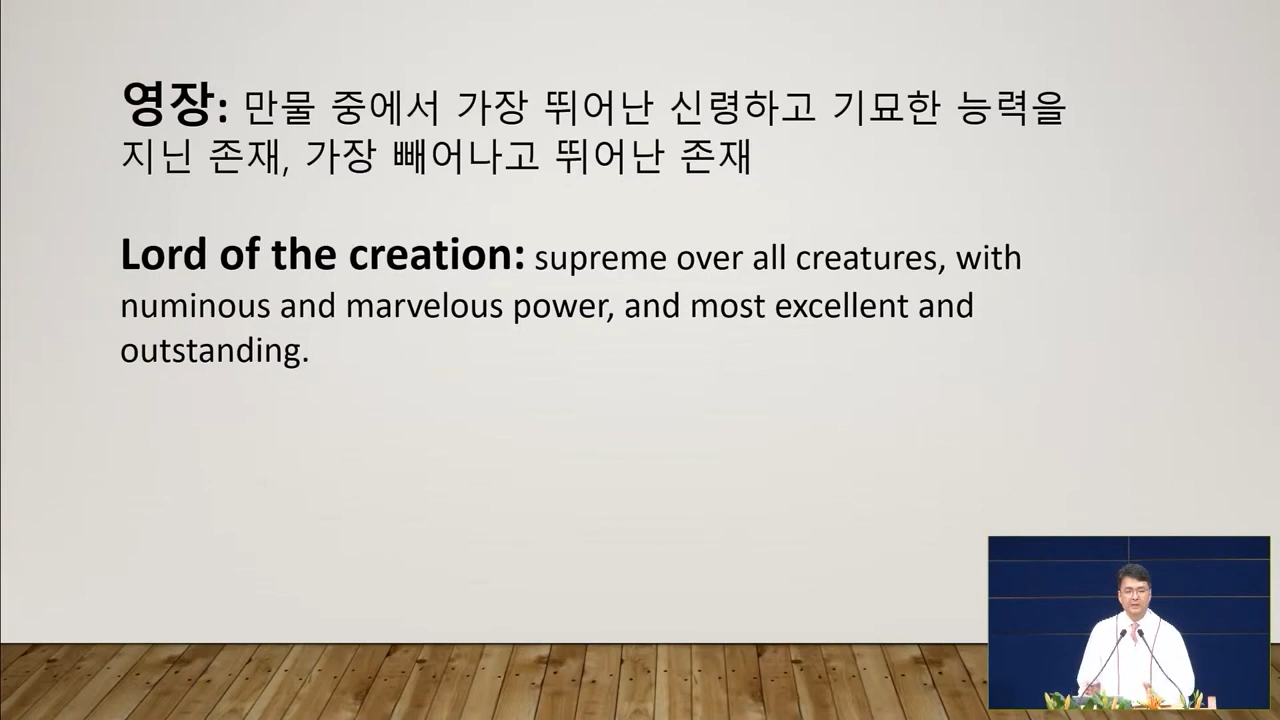 영장: 만물 중에서 가장 뛰어난 신령하고 기묘한 능력을
지닌 존재, 가장 빼어나고 뛰어난 존재
Lord of the creation: supreme over all creatures, with
numinous and marvelous power, and most excellent and
outstanding.